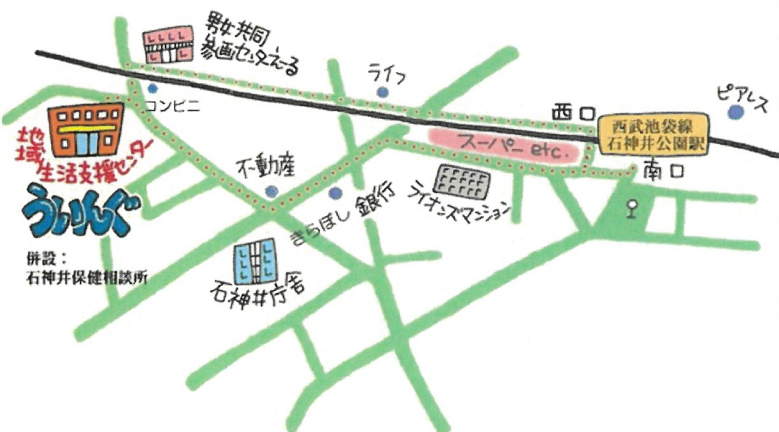 男女共同
参画センターえーる
ライフ
ピアレス
コンビニ
西口
西武池袋線
石神井公園駅
スーパー etc.
南口
地域生活支援センター
ういんぐ
不動産
きらぼし銀行
ライオンズマンション
石神井庁舎
併設：
石神井保健相談所